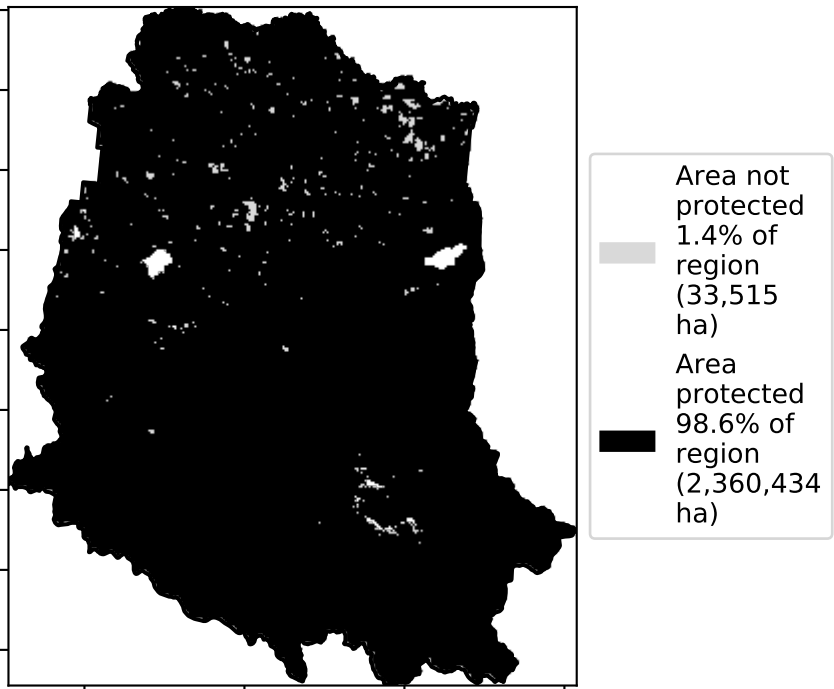 Area not
protected
1.4% of
region
(33,515
ha)
Area
protected
98.6% of
region
(2,360,434
ha)